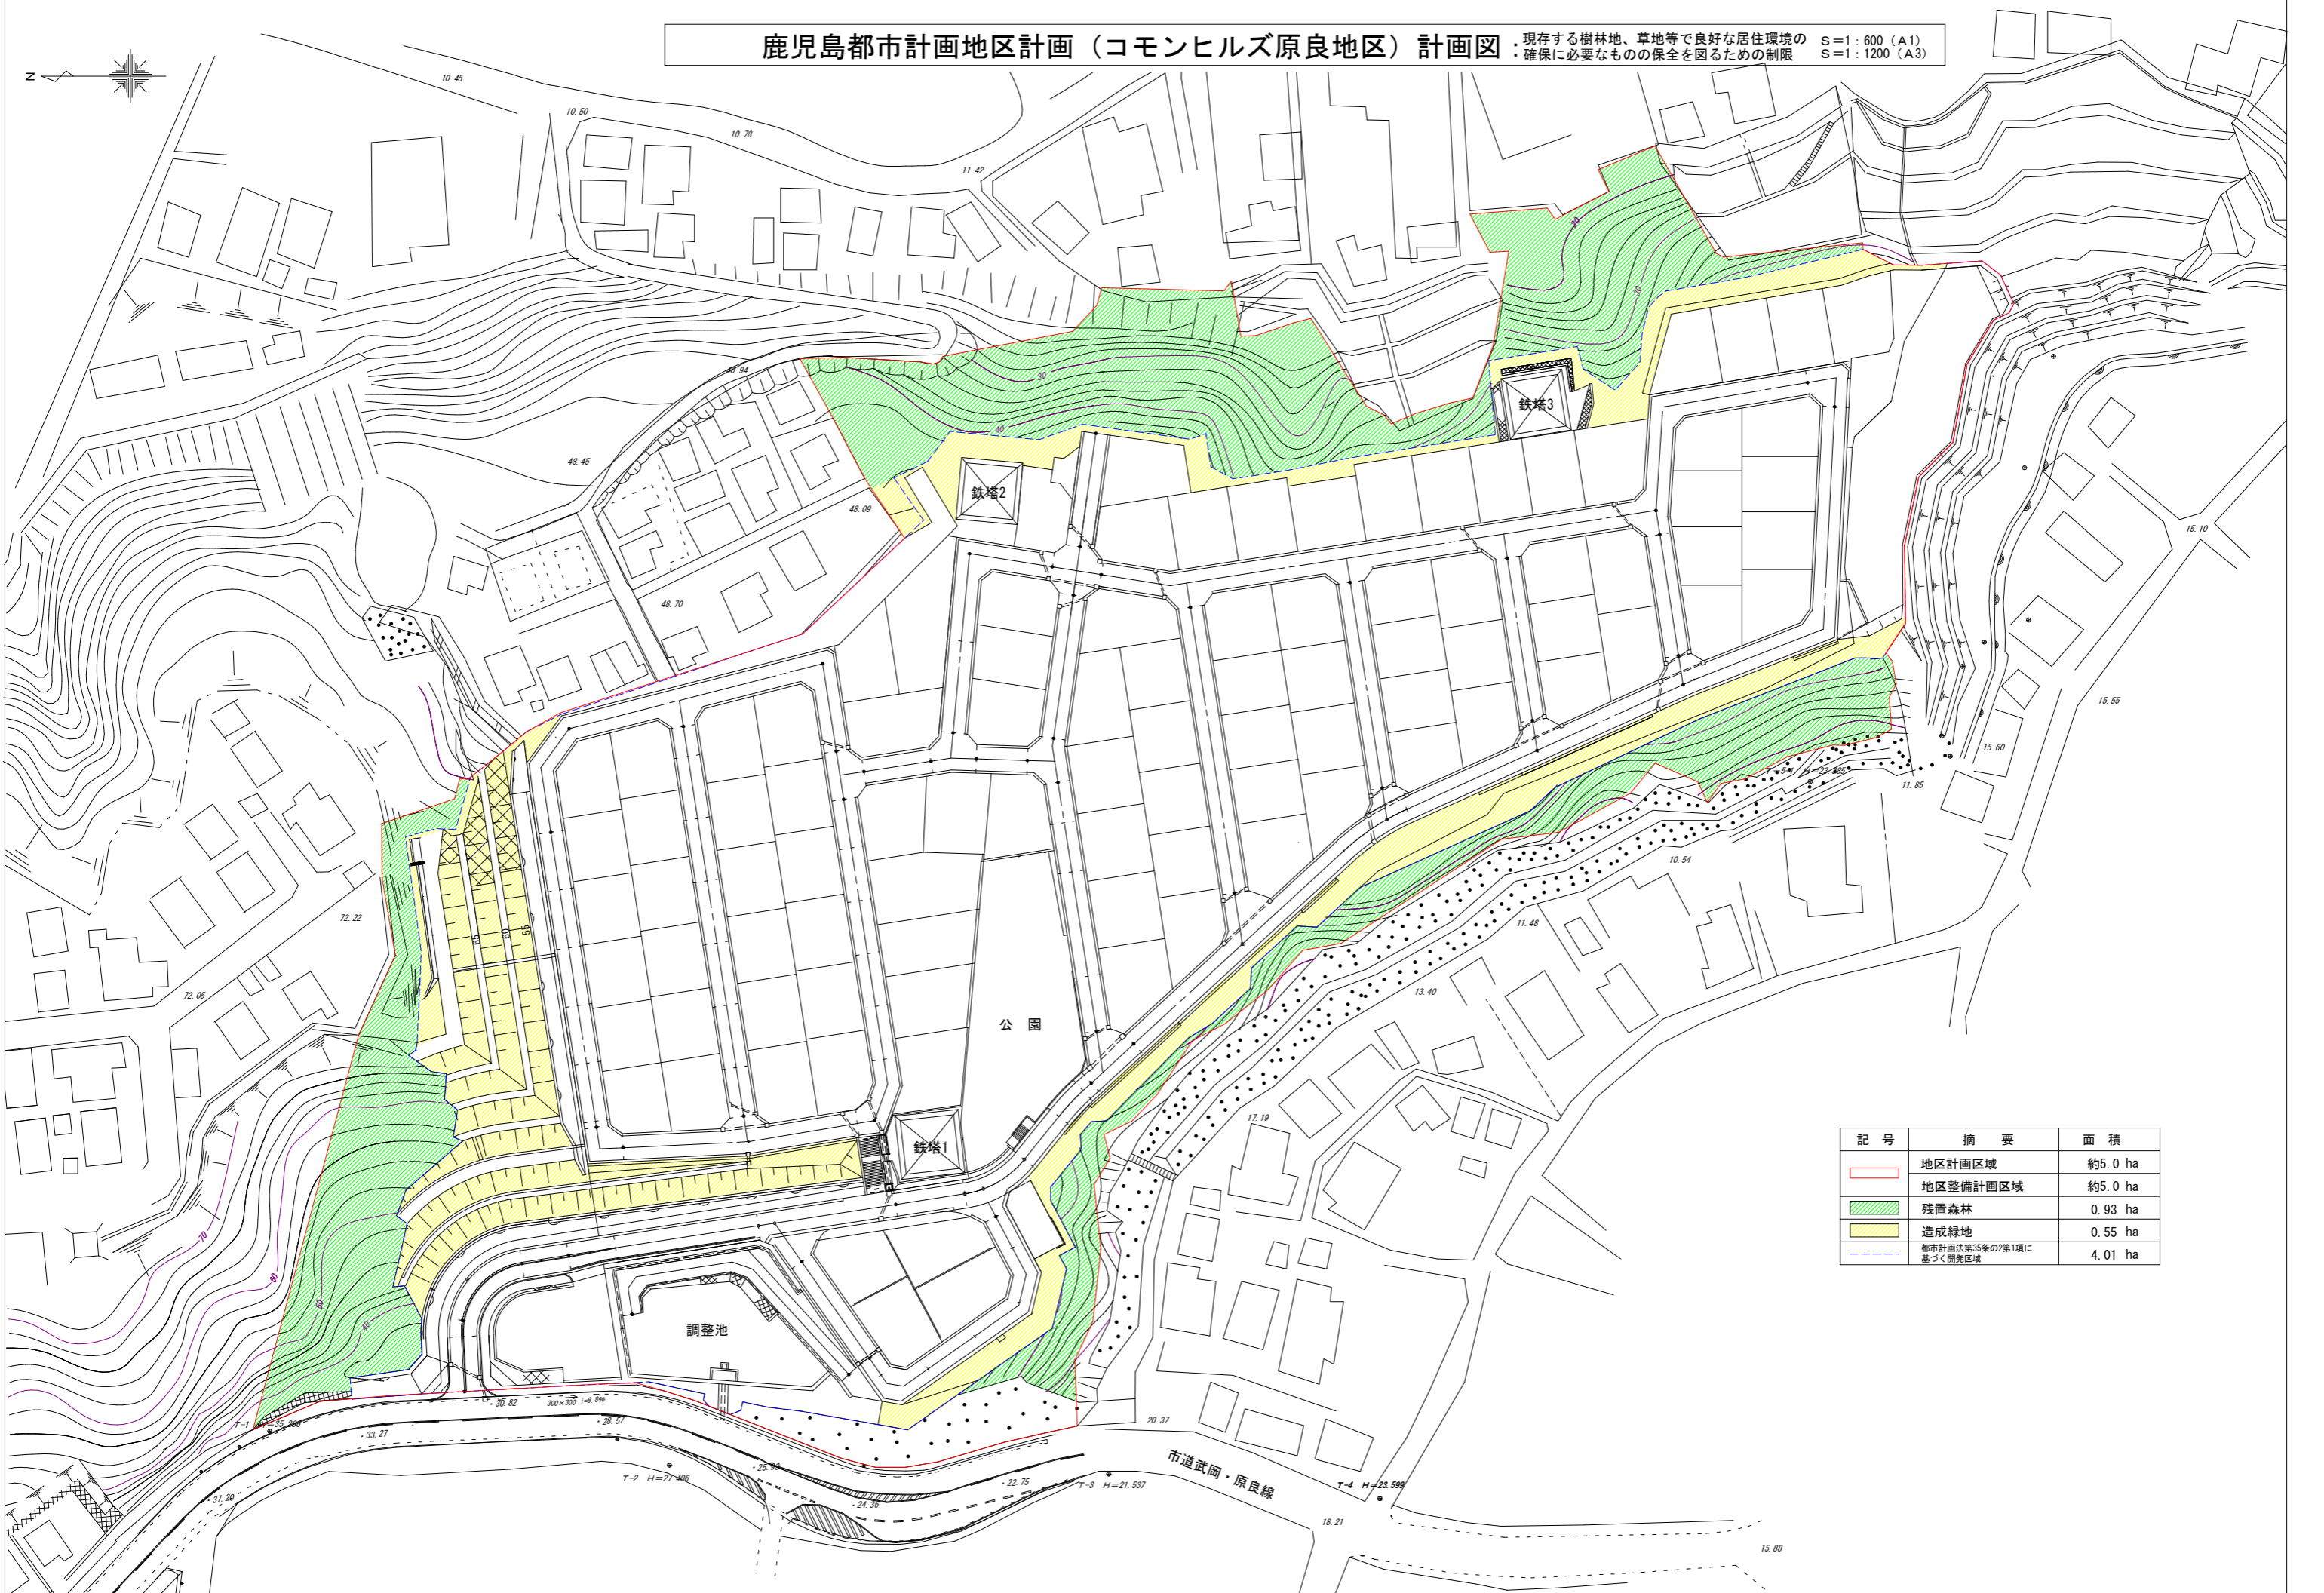 鹿児島都市計画地区計画（コモンヒルズ原良地区）計画図：現存する樹林地、草地等で良好な居住環境の確保に必要なものの保全を図るための制限
S=1:600（A1）
S=1:1200（A3）
N
10.45
10.50
10.78
11.42
20
30
30
40.94
40
鉄塔3
鉄塔2
48.45
48.09
48.70
15.10
15.55
15.60
11.85
10.54
11.48
13.40
72.22
72.05
65
60
55
公 園
鉄塔1
17.19
70
60
50
40
調整池
記 号 摘 要 面 積
地区計画区域 約5.0 ha
地区整備計画区域 約5.0 ha
残置森林 0.93 ha
造成緑地 0.55 ha
都市計画法第35条の2第1項に
基づく開発区域 4.01 ha
30.82
300×300
28.57
33.27
37.20
T-2 H=27.406
25.93
24.36
22.75
T-3 H=21.537
20.37
市道武岡・原良線
T-4 H=23.599
18.21
15.88